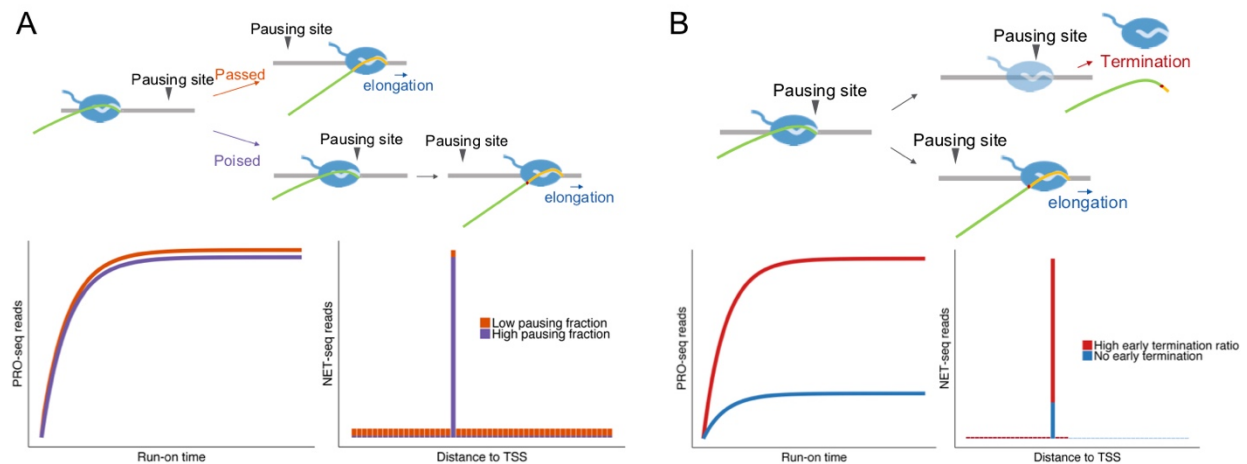 A
Pausing site
Pausing site
Passed
elongation
Poised
Pausing site
Pausing site
elongation
PRO-seq reads
Run-on time
NET-seq reads
Low pausing fraction
High pausing fraction
Distance to TSS
B
Pausing site
Termination
Pausing site
Pausing site
elongation
PRO-seq reads
Run-on time
NET-seq reads
High early termination ratio
No early termination
Distance to TSS